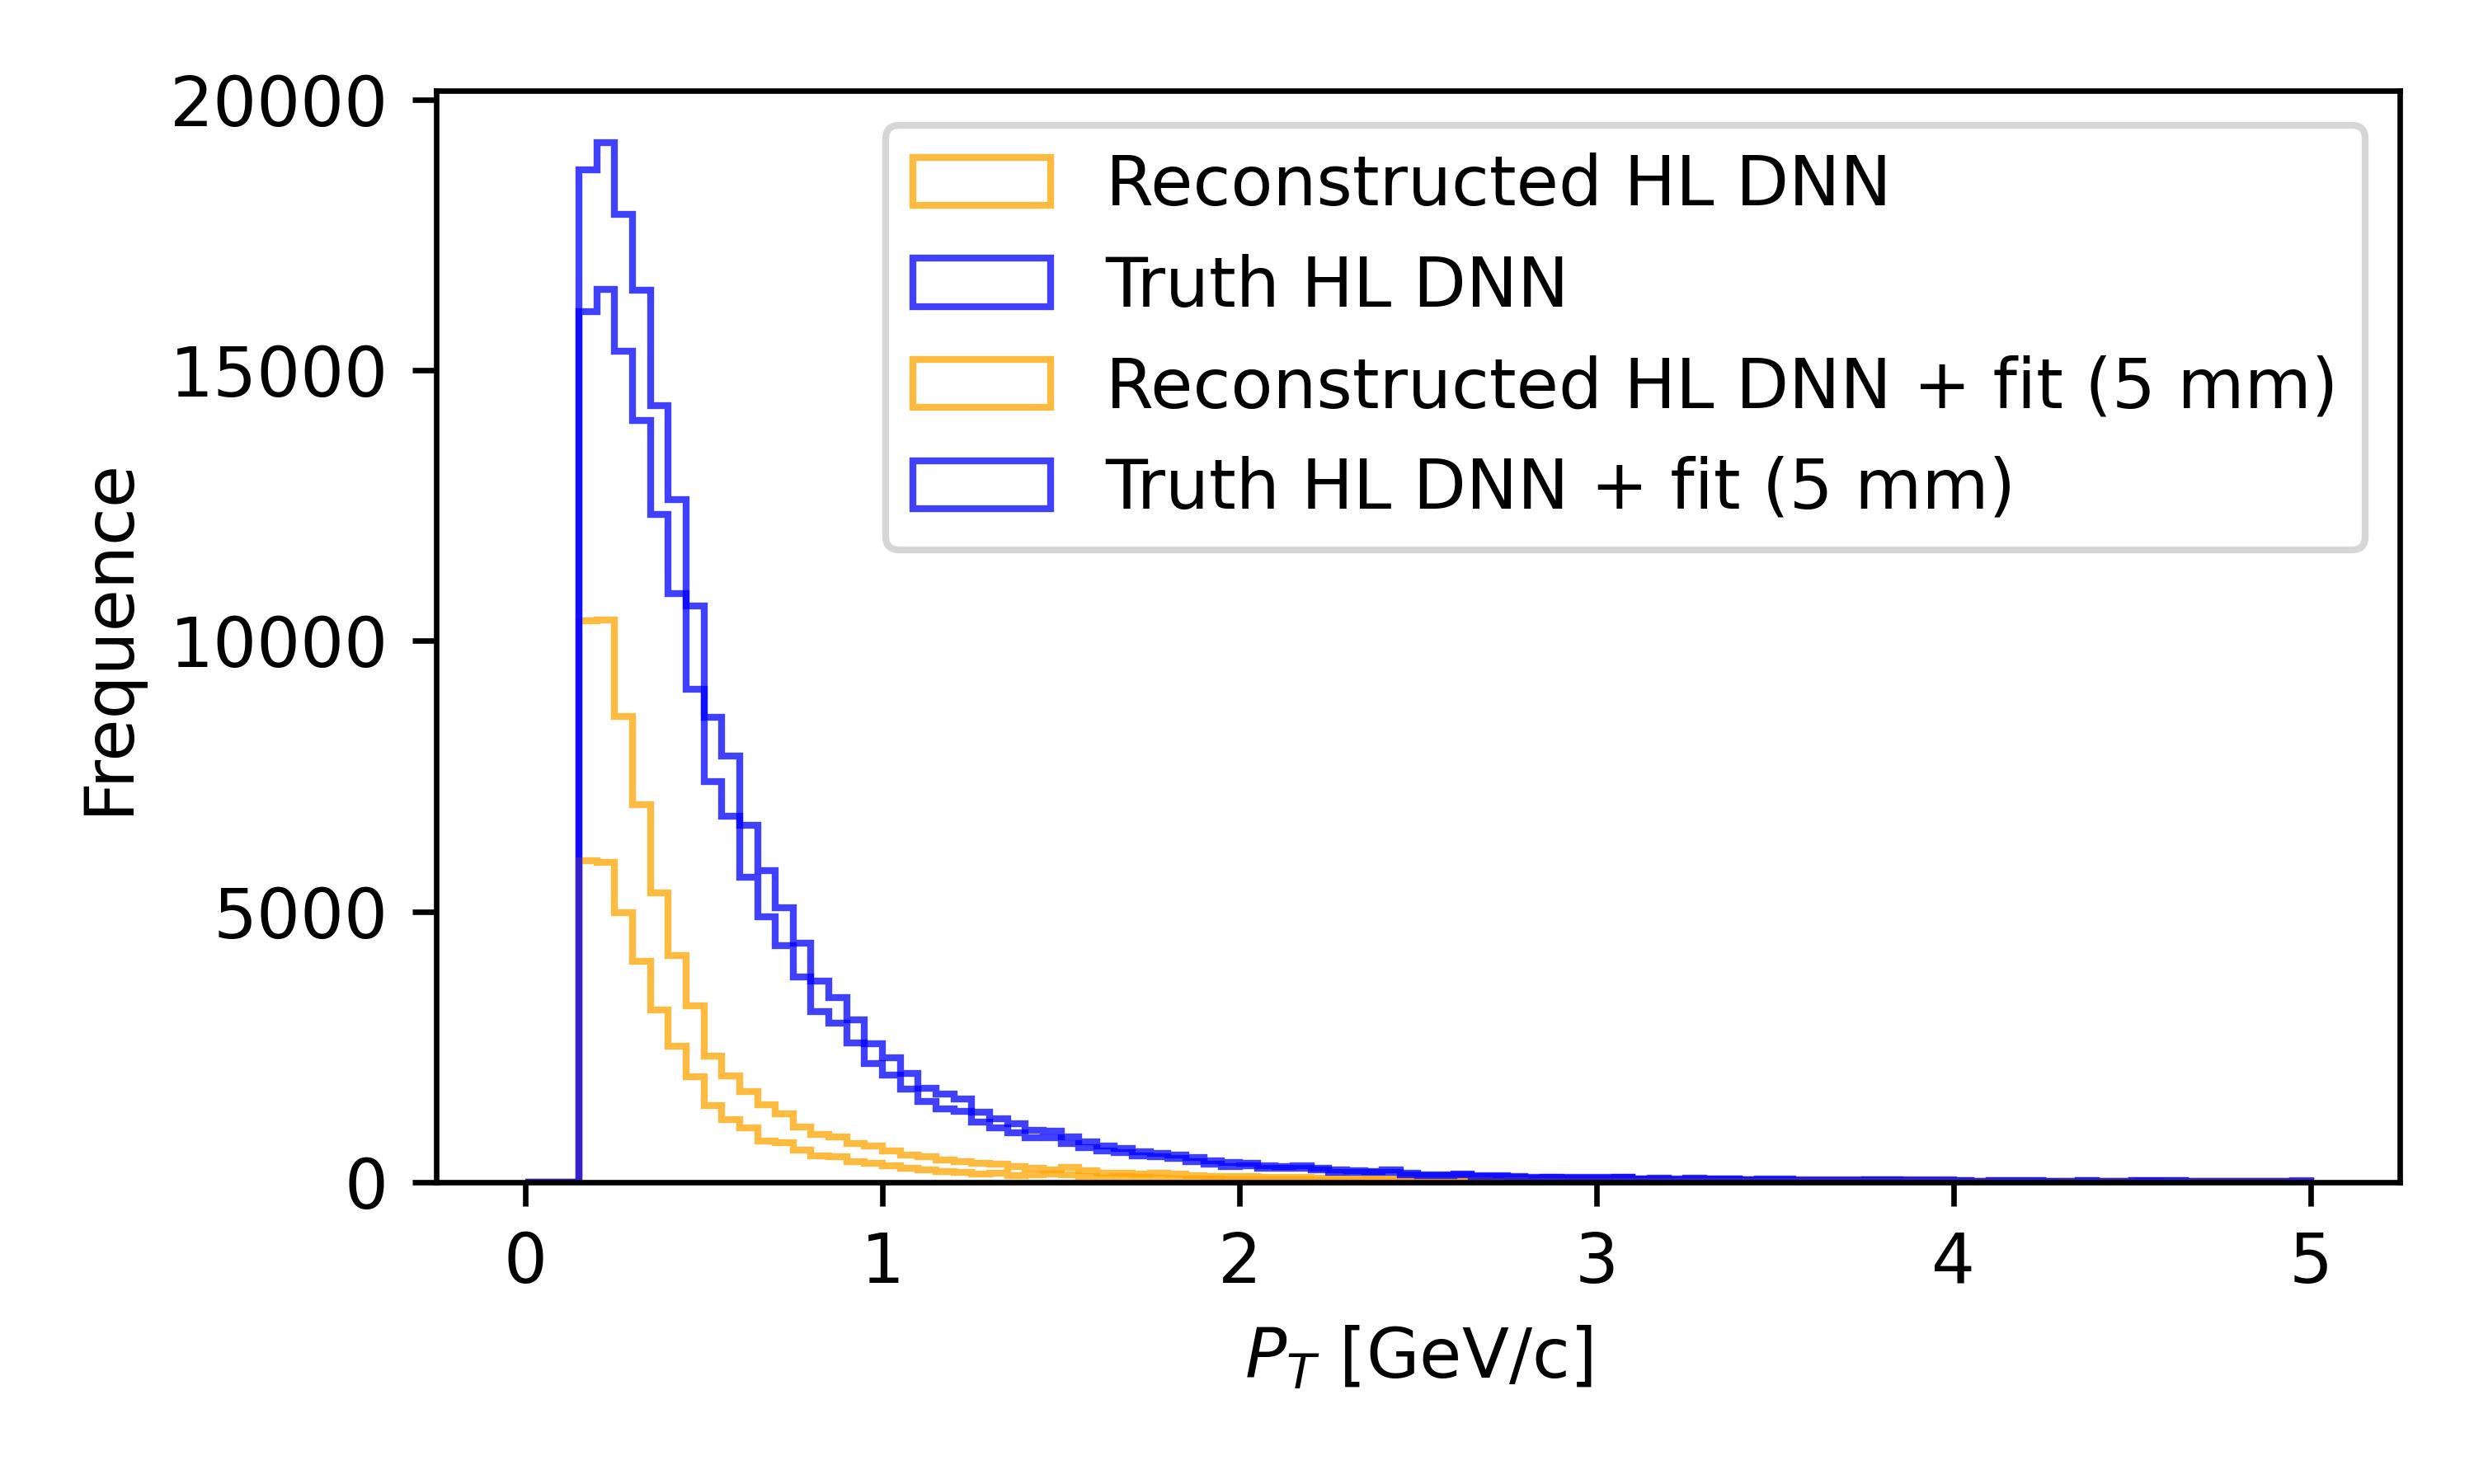 20000
15000
10000
5000
0
Frequence
Reconstructed HL DNN
Truth HL DNN
Reconstructed HL DNN + fit (5 mm)
Truth HL DNN + fit (5 mm)
0 1 2 3 4 5
P_T [GeV/c]